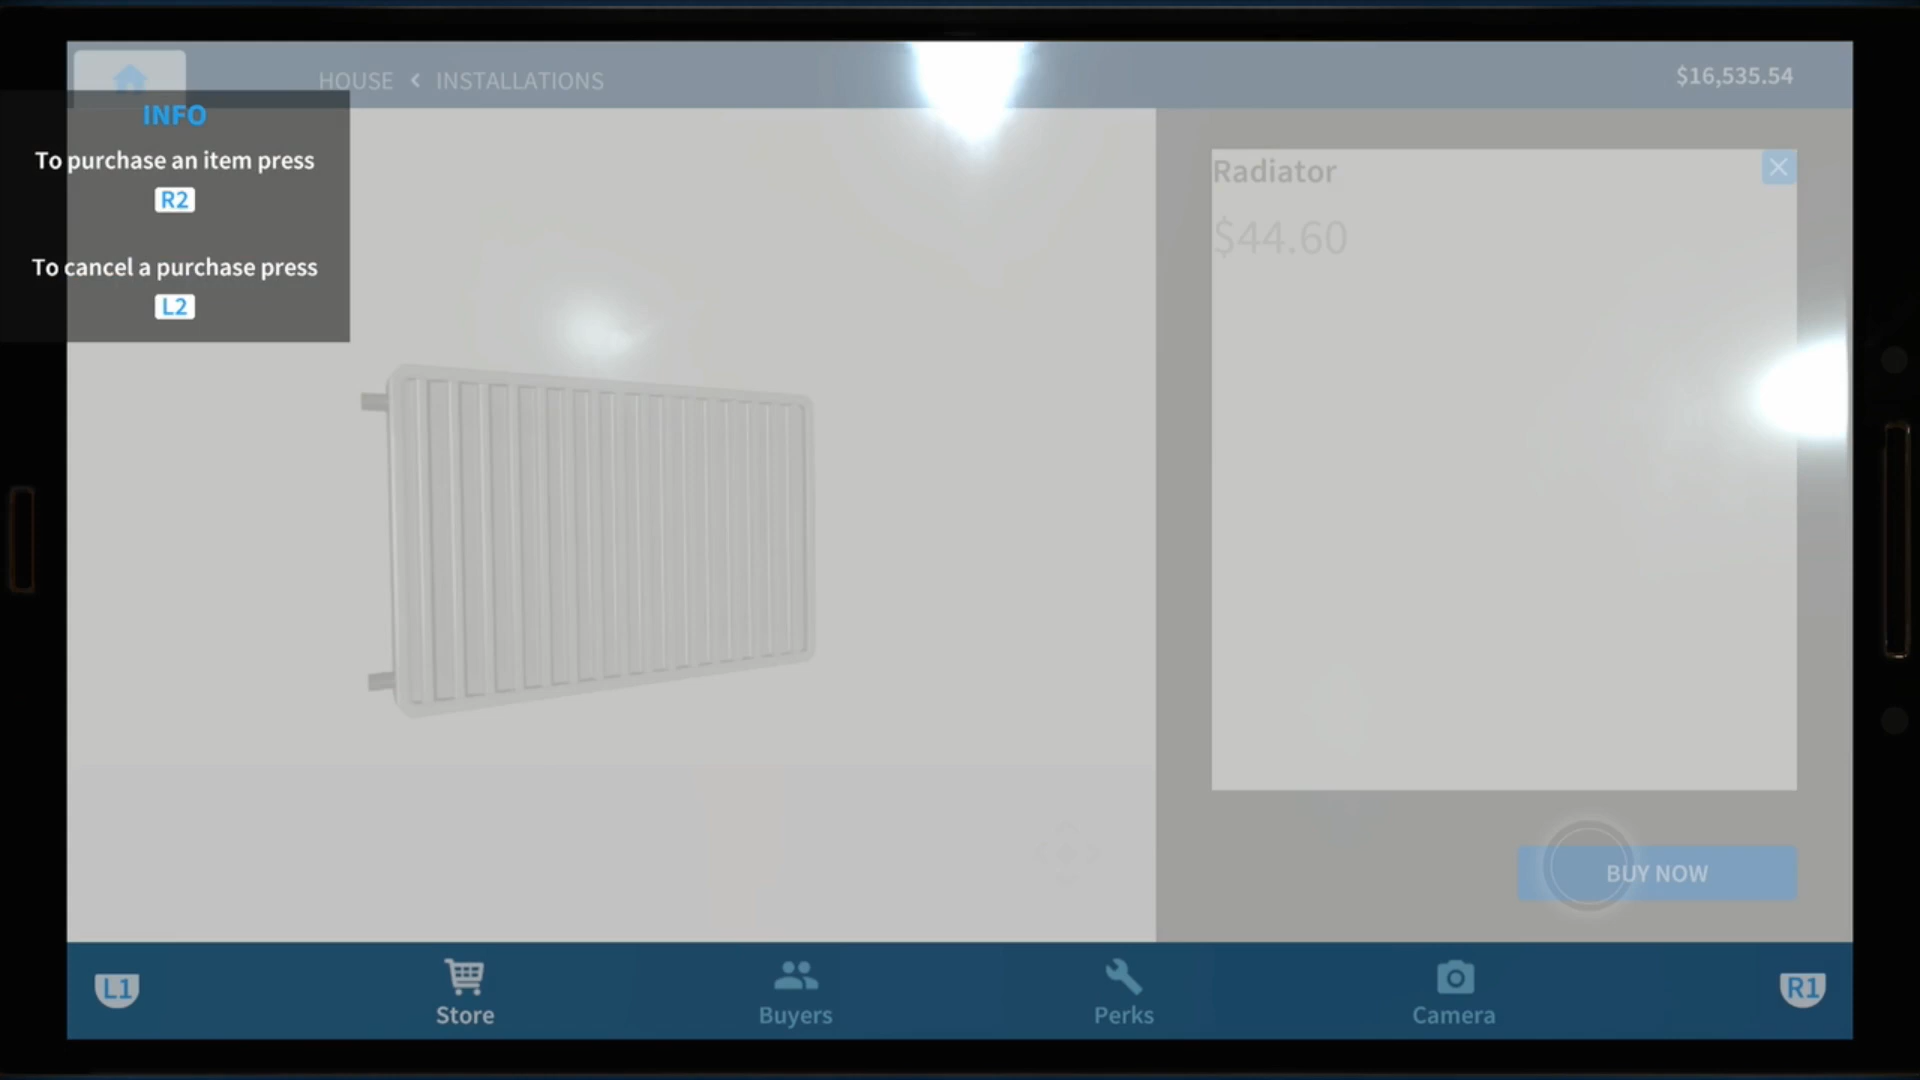 HOUSE < INSTALLATIONS
$16,535.54
INFO
To purchase an item press
R2
To cancel a purchase press
L2
Radiator
$44.60
BUY NOW
L1
Store
Buyers
Perks
Camera
R1